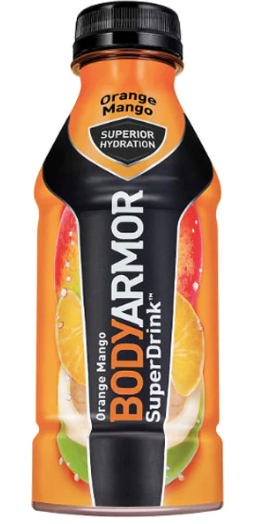 Orange
Mango
SUPERIOR
HYDRATION
Orange Mango
BODYARMOR
SuperDrink™